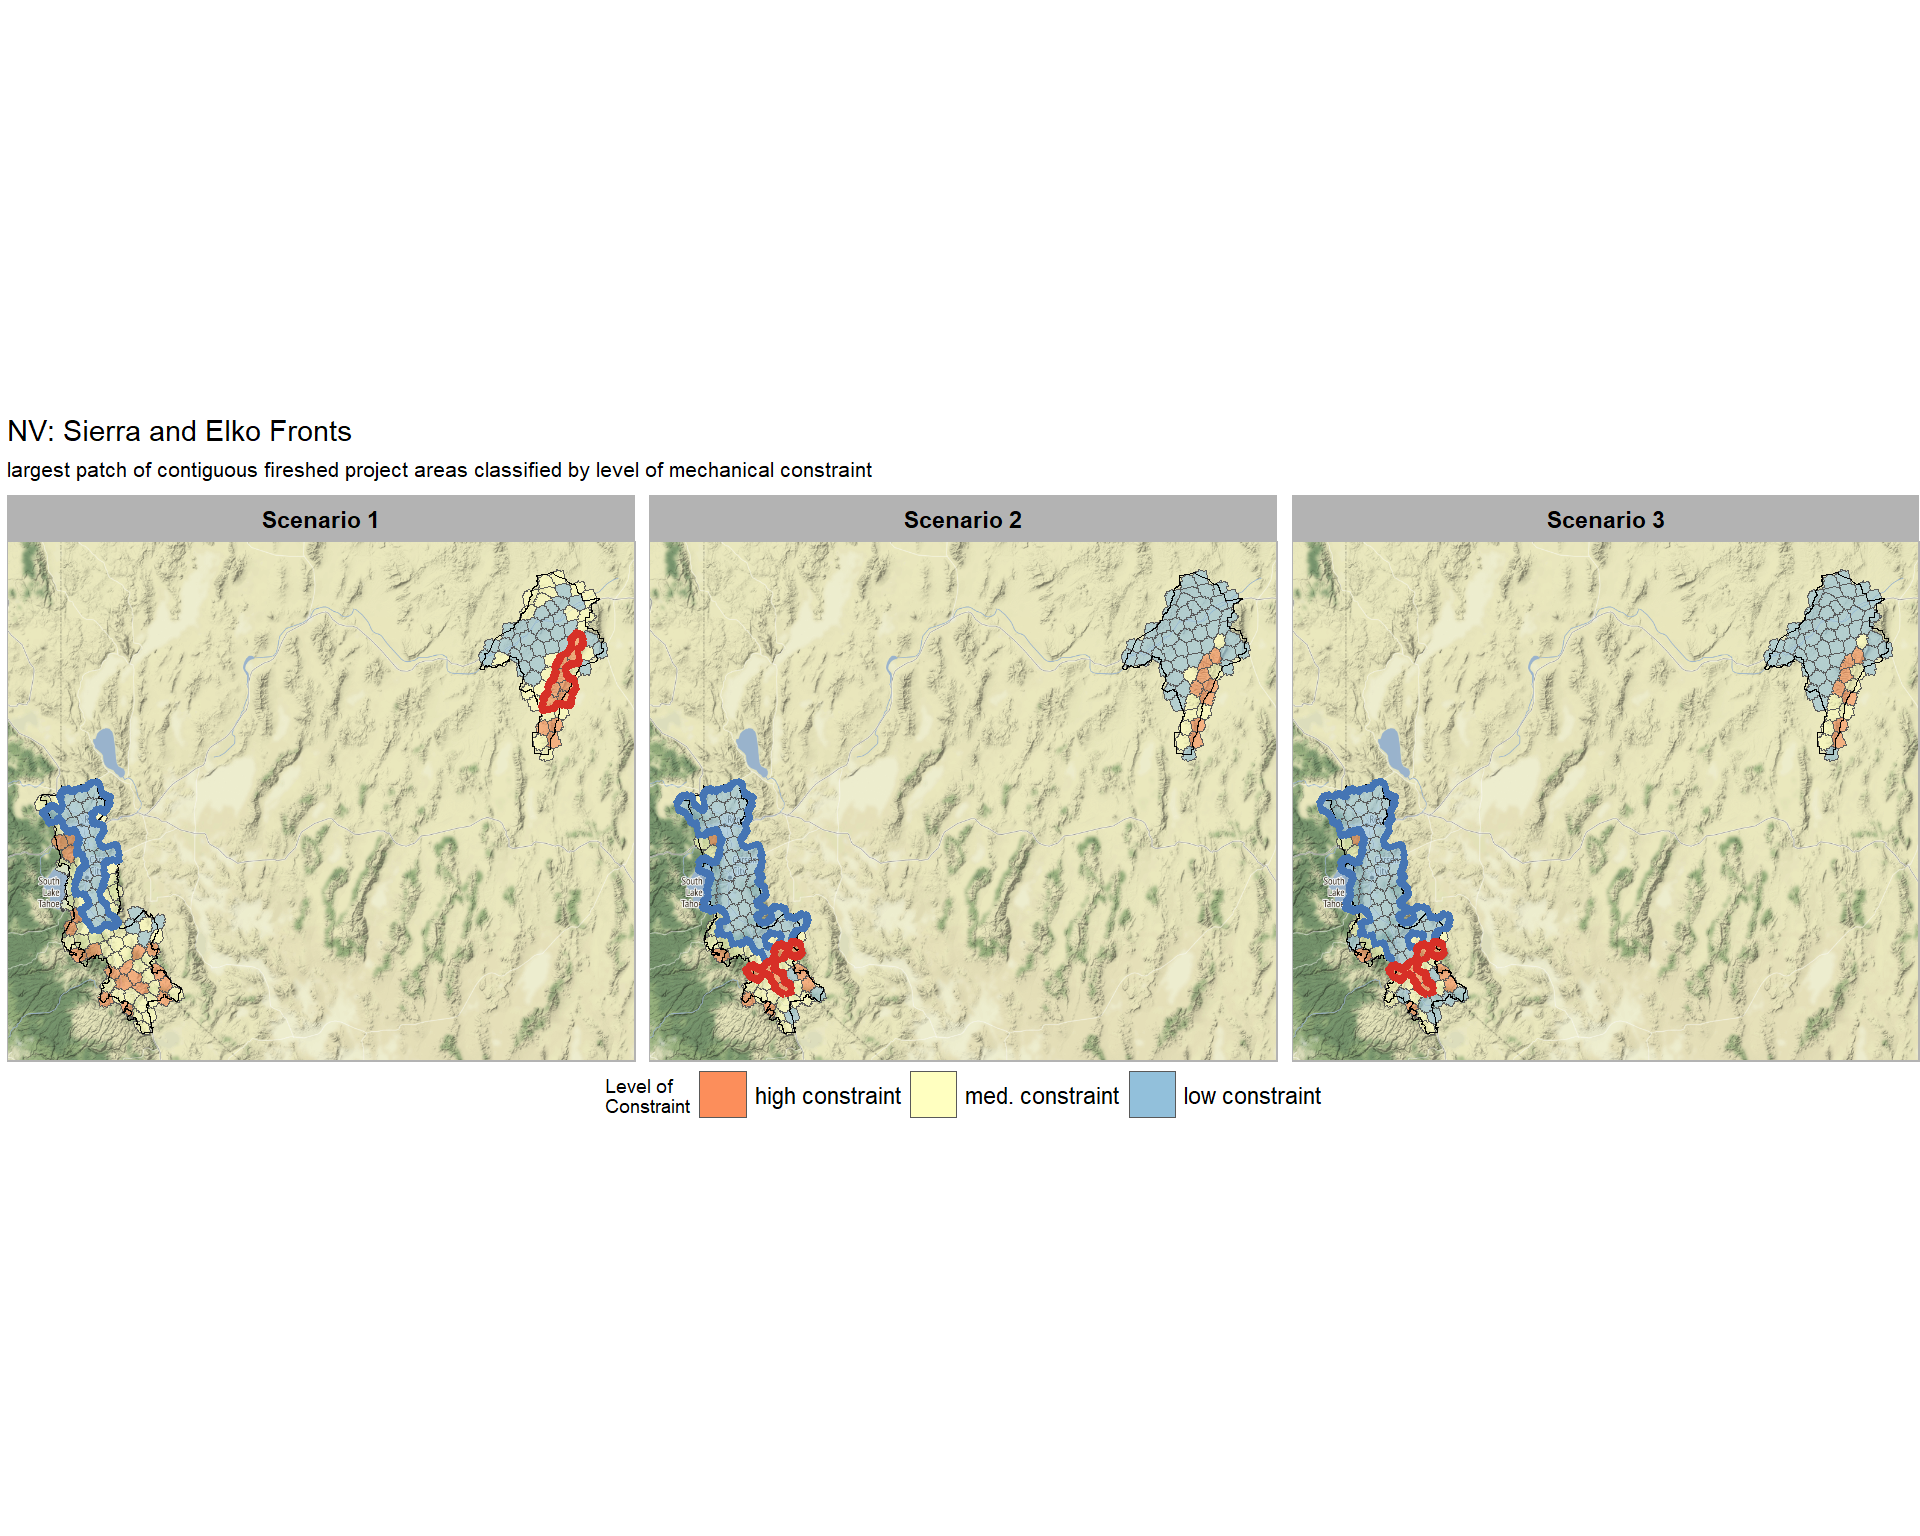 NV: Sierra and Elko Fronts
largest patch of contiguous fireshed project areas classified by level of mechanical constraint
Scenario 1
Scenario 2
Scenario 3
South
Lake
Tahoe
South
Lake
Tahoe
South
Lake
Tahoe
Level of
Constraint
high constraint
med. constraint
low constraint